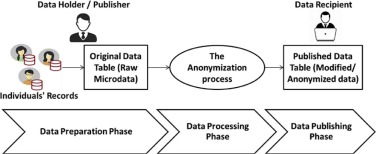 Data Holder / Publisher
Data Recipient
Original Data
Table (Raw
Microdata)
The
Anonymization
process
Published Data
Table (Modified/
Anonymized data)
Individuals' Records
Data Preparation Phase
Data Processing
Phase
Data Publishing
Phase